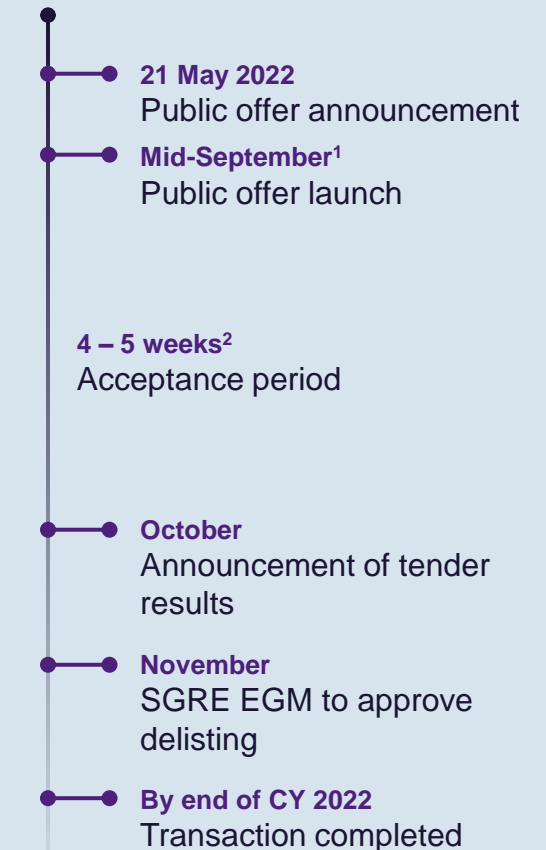 21 May 2022
Public offer announcement
Mid-September¹
Public offer launch
4 – 5 weeks²
Acceptance period
October
Announcement of tender
results
November
SGRE EGM to approve
delisting
By end of CY 2022
Transaction completed